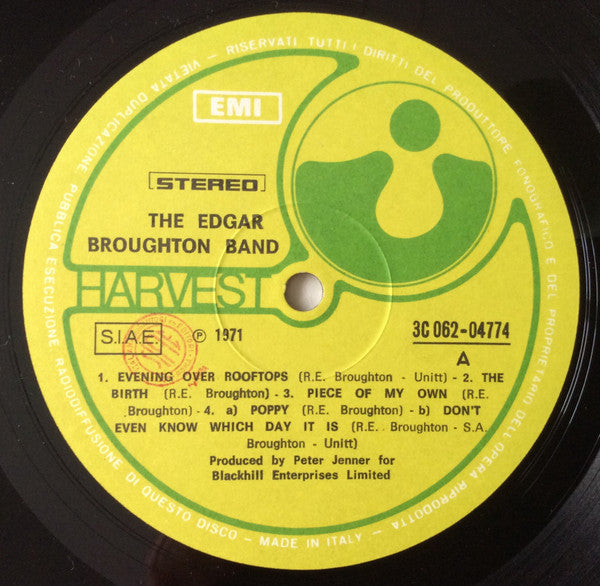 VIETATA DUPLICAZIONE PUBBLICA ESECUZIONE RADIODIFFUSIONE DI QUESTO DISCO - MADE IN ITALY - RISERVATI TUTTI I DIRITTI DEL PRODUTTORE FONOGRAFICO E DEL PROPRIETARIO DELL'OPERA RIPRODOTTA
EMI
STEREO
THE EDGAR
BROUGHTON BAND
HARVEST
S.I.A.E. ℗ 1971 3C 062-04774
A
1. EVENING OVER ROOFTOPS (R.E. Broughton - Unitt) - 2. THE
BIRTH (R.E. Broughton) - 3. PIECE OF MY OWN (R.E.
Broughton) - 4. a) POPPY (R.E. Broughton) - b) DON'T
EVEN KNOW WHICH DAY IT IS (R.E. Broughton - S.A.
Broughton - Unitt)
Produced by Peter Jenner for
Blackhill Enterprises Limited